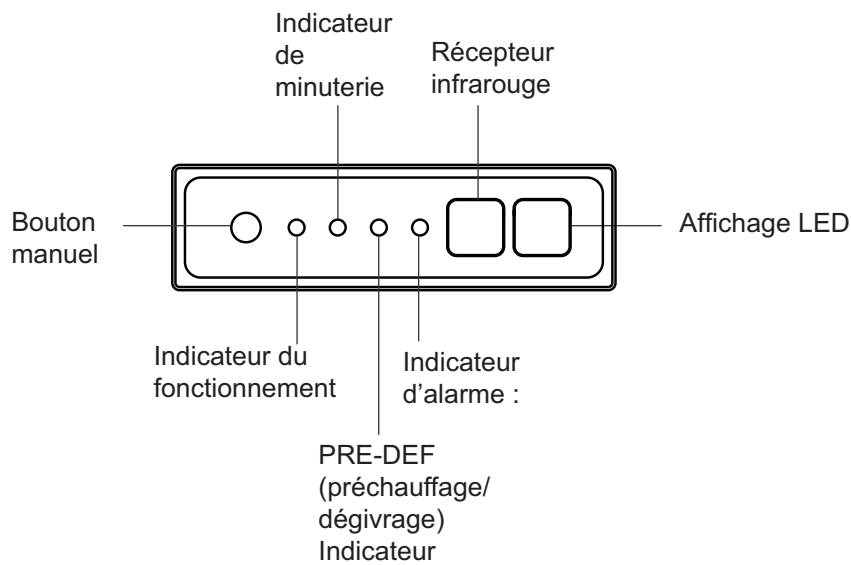 Indicateur
de
minuterie
Récepteur
infrarouge
Bouton
manuel
Affichage LED
Indicateur du
fonctionnement
Indicateur
d'alarme :
PRE-DEF
(préchauffage/
dégivrage)
Indicateur